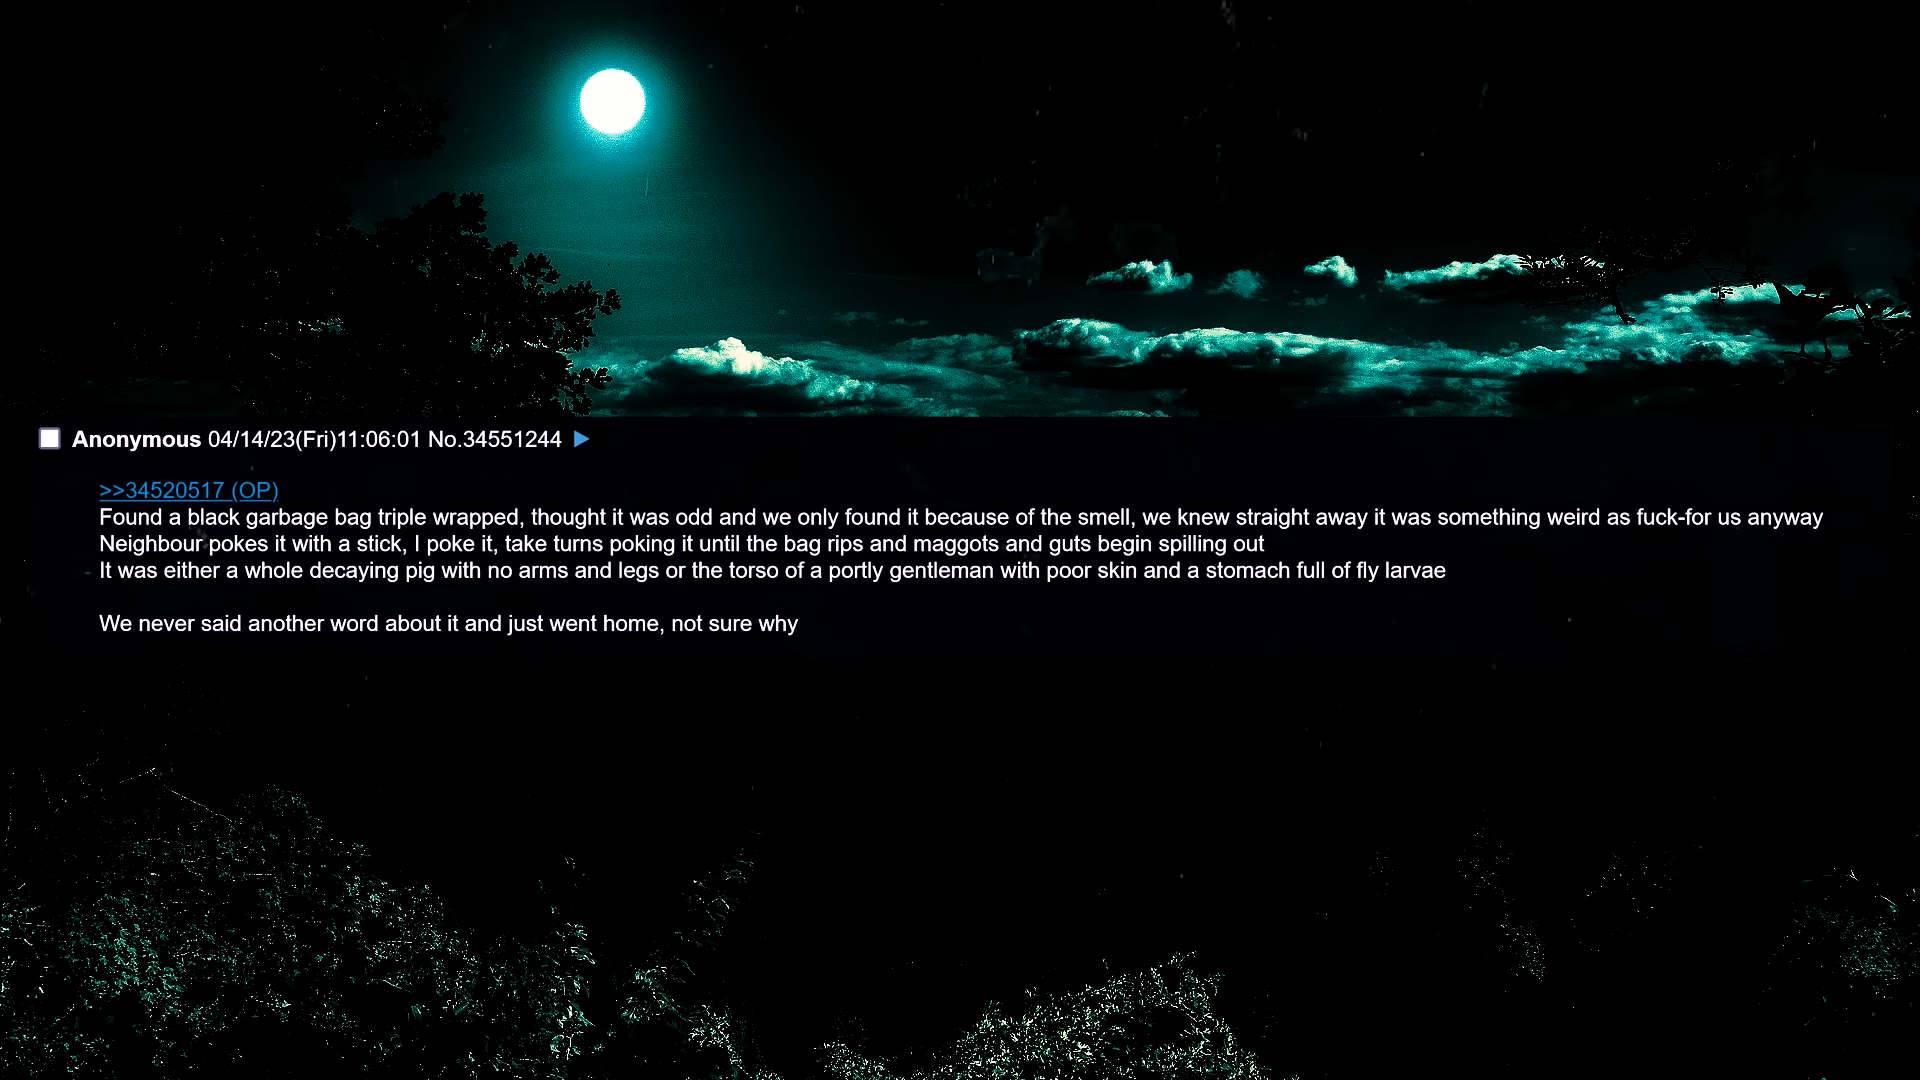 Anonymous 04/14/23(Fri)11:06:01 No.34551244
>>34520517 (OP)
Found a black garbage bag triple wrapped, thought it was odd and we only found it because of the smell, we knew straight away it was something weird as fuck-for us anyway
Neighbour pokes it with a stick, I poke it, take turns poking it until the bag rips and maggots and guts begin spilling out
It was either a whole decaying pig with no arms and legs or the torso of a portly gentleman with poor skin and a stomach full of fly larvae
We never said another word about it and just went home, not sure why